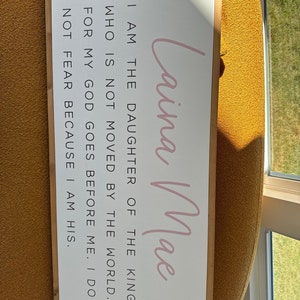 Laina Mae
I AM THE DAUGHTER OF THE KING
WHO IS NOT MOVED BY THE WORLD.
FOR MY GOD GOES BEFORE ME. I DO
NOT FEAR BECAUSE I AM HIS.